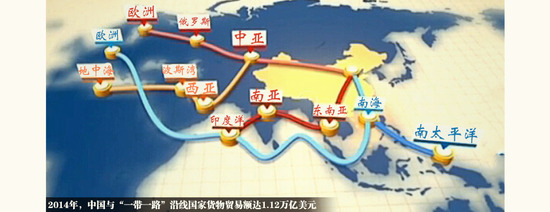 欧洲
俄罗斯
欧洲
中亚
地中海
波斯湾
西亚
南亚
印度洋
东南亚
南海
南太平洋
2014年，中国与“一带一路”沿线国家货物贸易额达1.12万亿美元